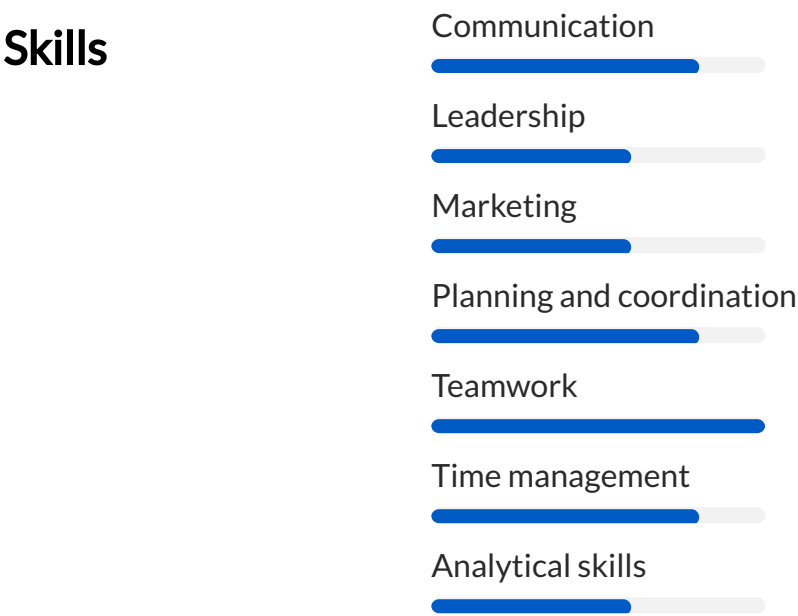 Skills
Communication
Leadership
Marketing
Planning and coordination
Teamwork
Time management
Analytical skills